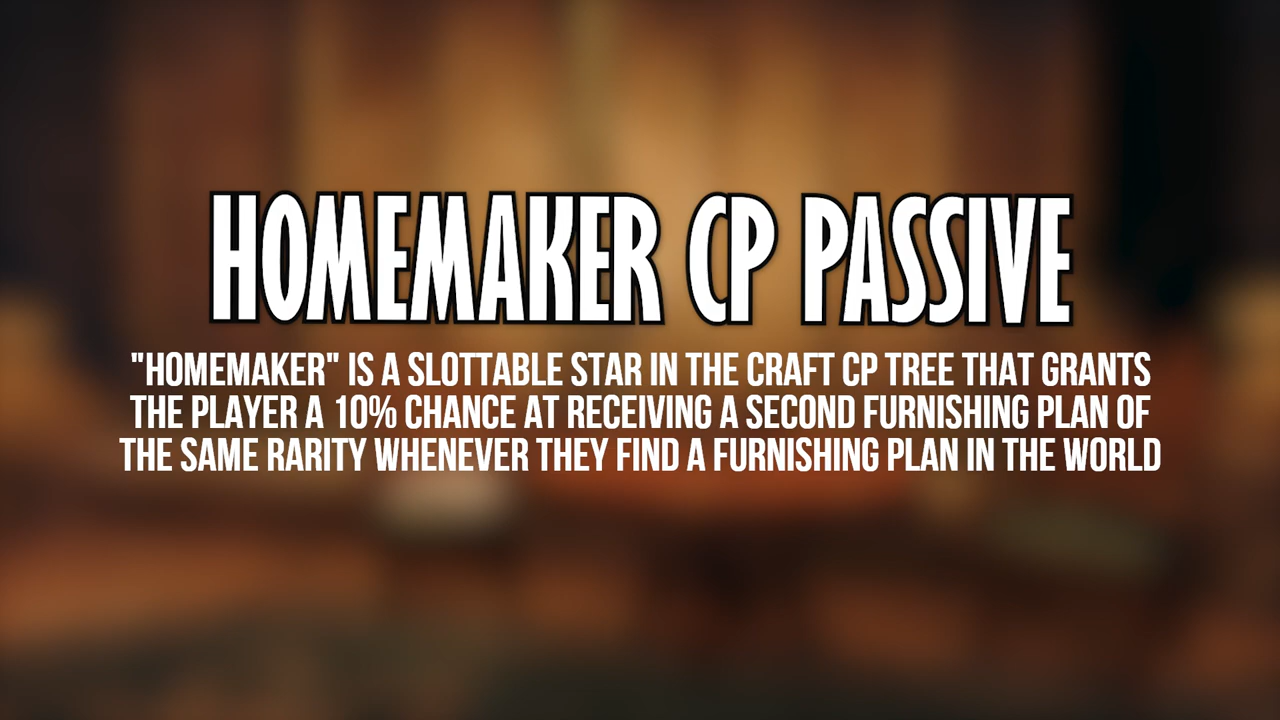 HOMEMAKER CP PASSIVE
"HOMEMAKER" IS A SLOTTABLE STAR IN THE CRAFT CP TREE THAT GRANTS
THE PLAYER A 10% CHANCE AT RECEIVING A SECOND FURNISHING PLAN OF
THE SAME RARITY WHENEVER THEY FIND A FURNISHING PLAN IN THE WORLD